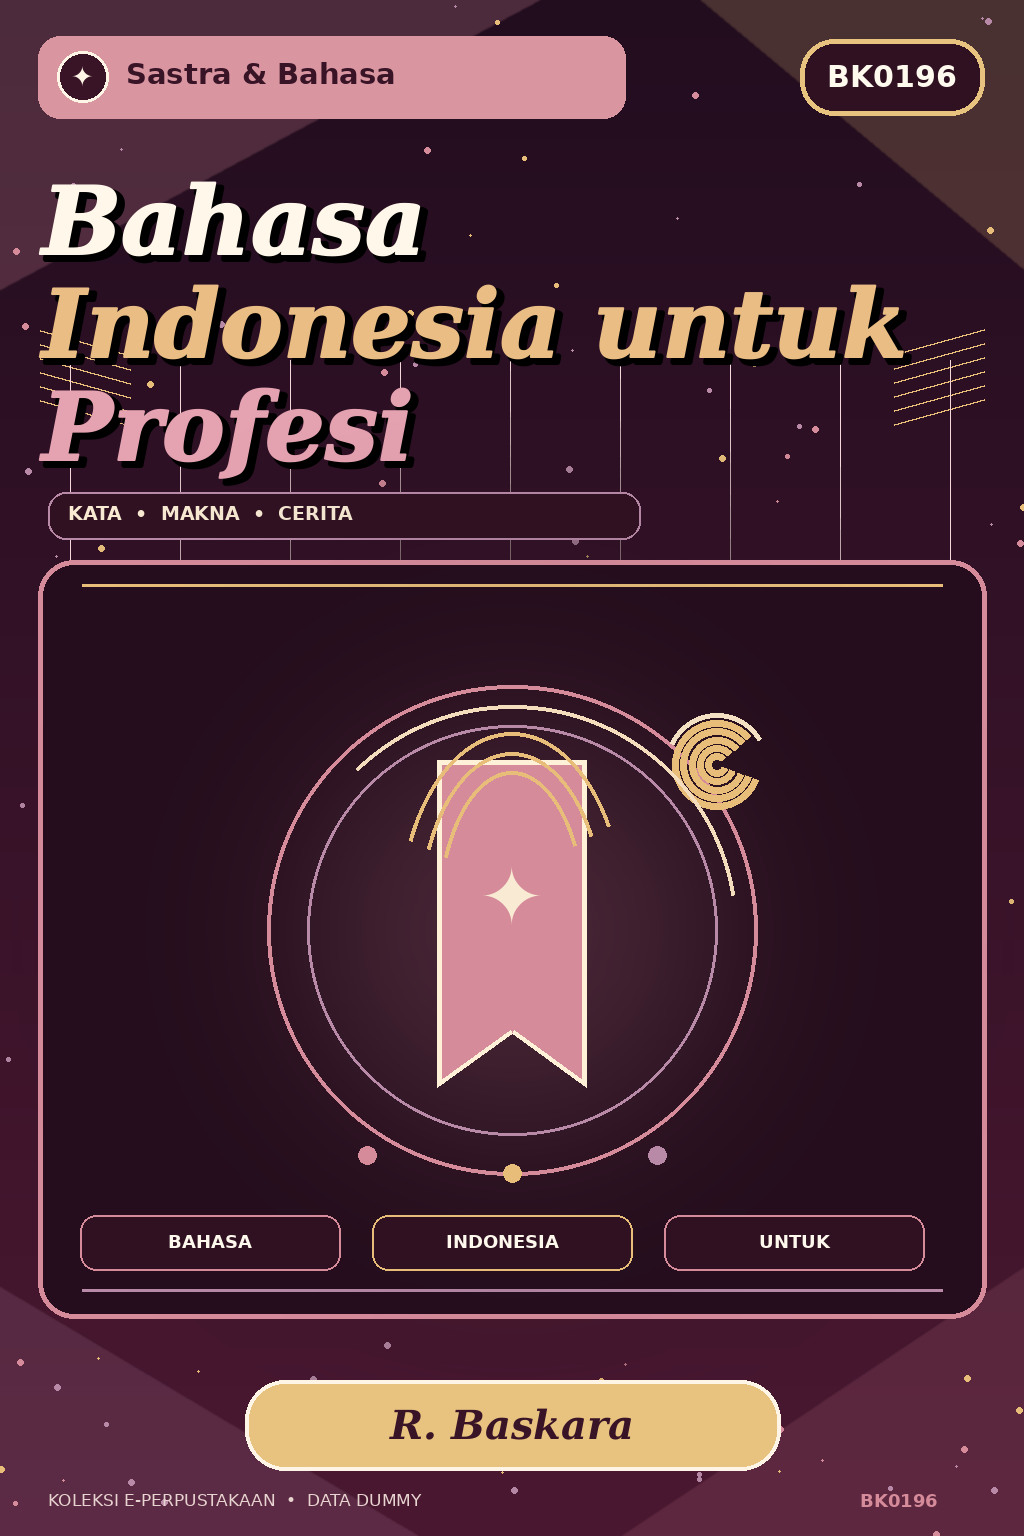 Sastra & Bahasa
BK0196
Bahasa
Indonesia untuk
Profesi
KATA • MAKNA • CERITA
BAHASA
INDONESIA
UNTUK
R. Baskara
KOLEKSI E-PERPUSTAKAAN • DATA DUMMY
BK0196